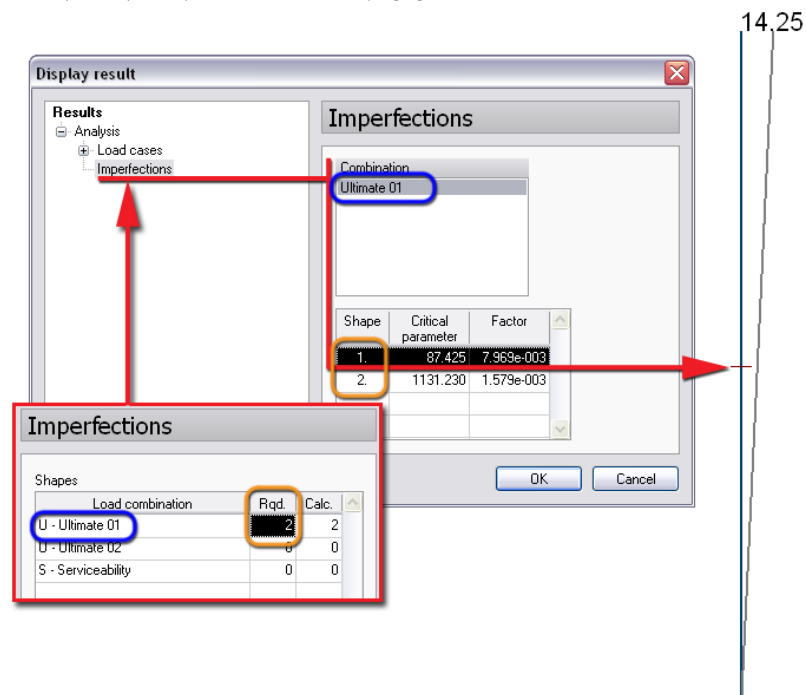 14,25
Display result
Results
Analysis
Load cases
Imperfections
Imperfections
Combination
Ultimate 01
Shape Critical parameter Factor
1. 87.425 7.969e-003
2. 1131.230 1.579e-003
OK Cancel
Imperfections
Shapes
Load combination Rqd. Calc.
U - Ultimate 01 2 2
U - Ultimate 02 0 0
S - Serviceability 0 0